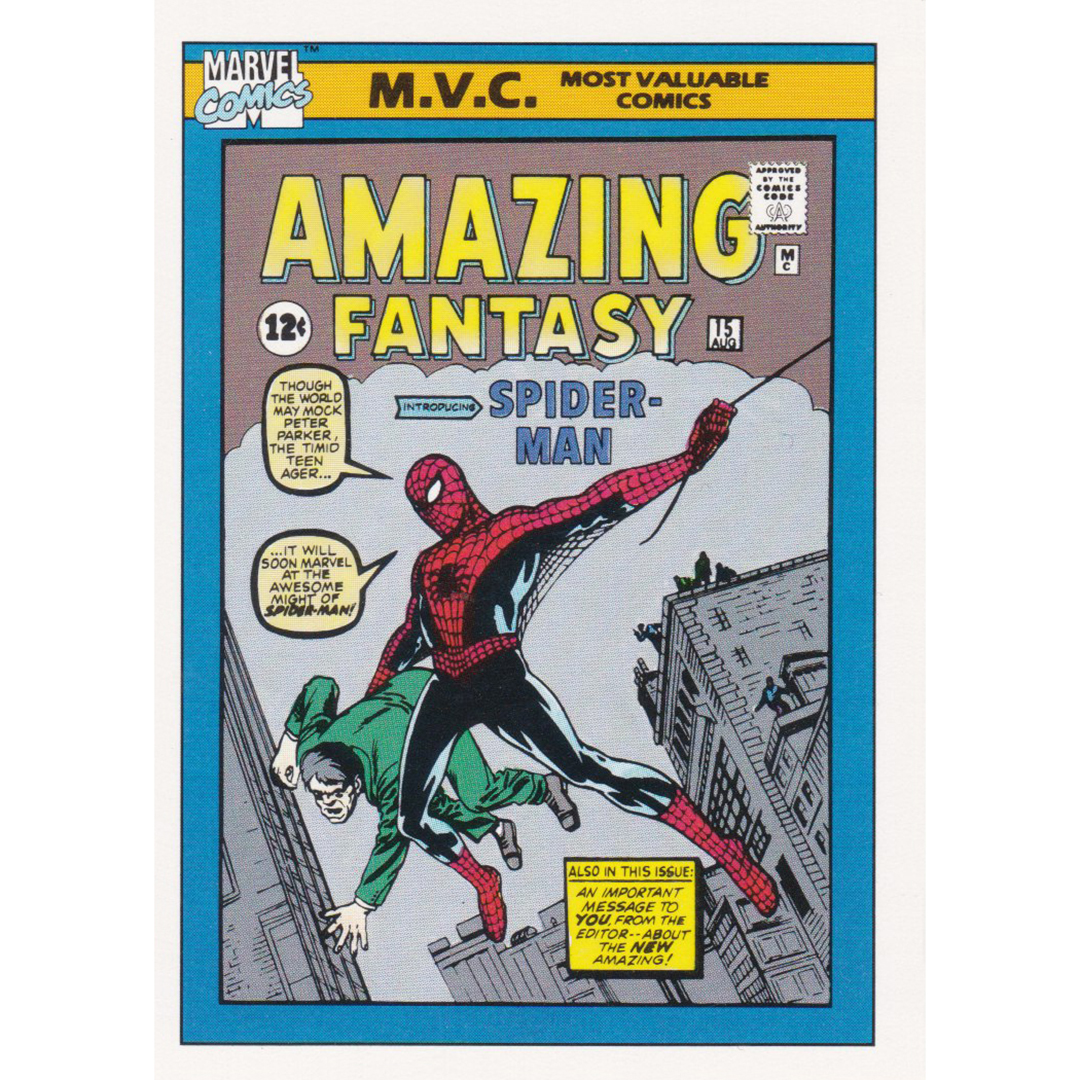 MARVEL™
COMICS
M
M.V.C.
MOST VALUABLE
COMICS
AMAZING
FANTASY
APPROVED
BY THE
COMICS
CODE
CA
AUTHORITY
M
C
12¢
15
AUG
INTRODUCING
SPIDER-
MAN
THOUGH
THE WORLD
MAY MOCK
PETER
PARKER,
THE TIMID
TEEN
AGER...
...IT WILL
SOON MARVEL
AT THE
AWESOME
MIGHT OF
SPIDER-MAN!
ALSO IN THIS ISSUE:
AN IMPORTANT
MESSAGE TO
YOU, FROM THE
EDITOR--ABOUT
THE NEW
AMAZING!